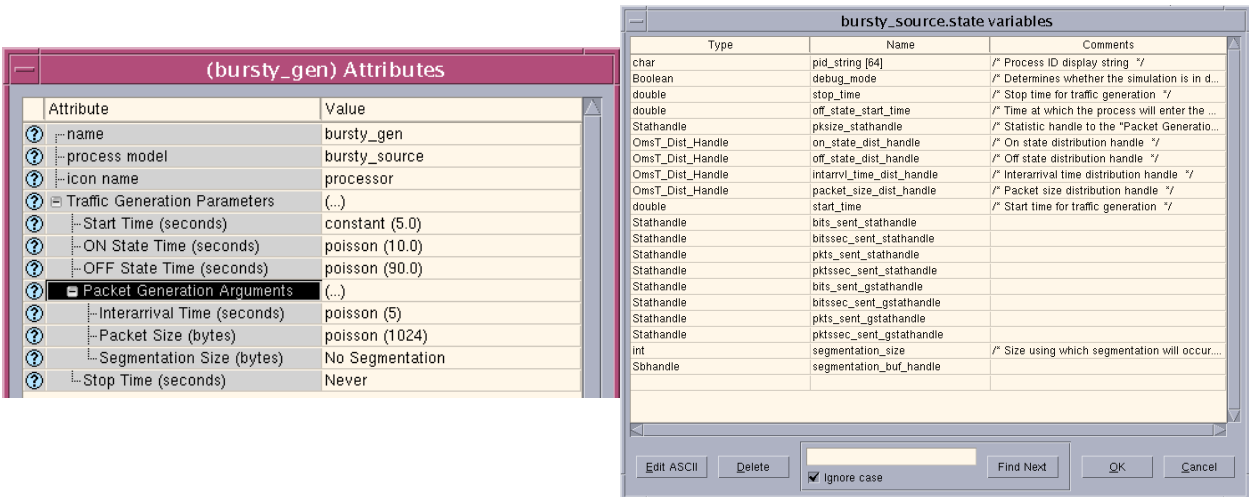 (bursty_gen) Attributes
Attribute Value
name bursty_gen
process model bursty_source
icon name processor
Traffic Generation Parameters (...)
Start Time (seconds) constant (5.0)
ON State Time (seconds) poisson (10.0)
OFF State Time (seconds) poisson (90.0)
Packet Generation Arguments (...)
Interarrival Time (seconds) poisson (5)
Packet Size (bytes) poisson (1024)
Segmentation Size (bytes) No Segmentation
Stop Time (seconds) Never
bursty_source.state variables
Type Name Comments
char pid_string [64] /* Process ID display string */
Boolean debug_mode /* Determines whether the simulation is in d...
double stop_time /* Stop time for traffic generation */
double off_state_start_time /* Time at which the process will enter the ...
Stathandle pksize_stathandle /* Statistic handle to the "Packet Generatio...
OmsT_Dist_Handle on_state_dist_handle /* On state distribution handle */
OmsT_Dist_Handle off_state_dist_handle /* Off state distribution handle */
OmsT_Dist_Handle intarrvl_time_dist_handle /* Interarrival time distribution handle */
OmsT_Dist_Handle packet_size_dist_handle /* Packet size distribution handle */
double start_time /* Start time for traffic generation */
Stathandle bits_sent_stathandle
Stathandle bitssec_sent_stathandle
Stathandle pkts_sent_stathandle
Stathandle pktssec_sent_stathandle
Stathandle bits_sent_gstathandle
Stathandle bitssec_sent_gstathandle
Stathandle pkts_sent_gstathandle
Stathandle pktssec_sent_gstathandle
int segmentation_size /* Size using which segmentation will occur....
Sbhandle segmentation_buf_handle
Edit ASCII Delete Find Next OK Cancel
Ignore case